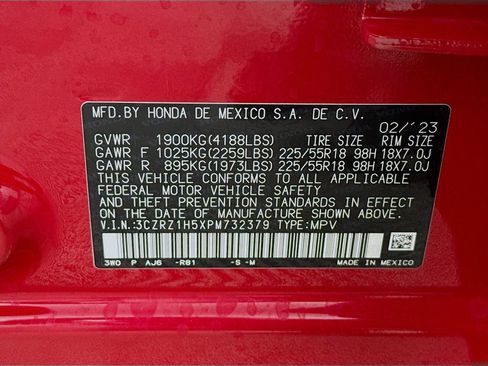 MFD.BY HONDA DE MEXICO S.A. DE C.V.
02/'23
GVWR 1900KG(4188LBS) TIRE SIZE RIM SIZE
GAWR F 1025KG(2259LBS) 225/55R18 98H 18X7.0J
GAWR R 895KG(1973LBS) 225/55R18 98H 18X7.0J
THIS VEHICLE CONFORMS TO ALL APPLICABLE
FEDERAL MOTOR VEHICLE SAFETY
AND THEFT PREVENTION STANDARDS IN EFFECT
ON THE DATE OF MANUFACTURE SHOWN ABOVE.
V.I.N.:3CZRZ1H5XPM732379 TYPE:MPV
3W0 P AJ6 -R81 -S -M MADE IN MEXICO